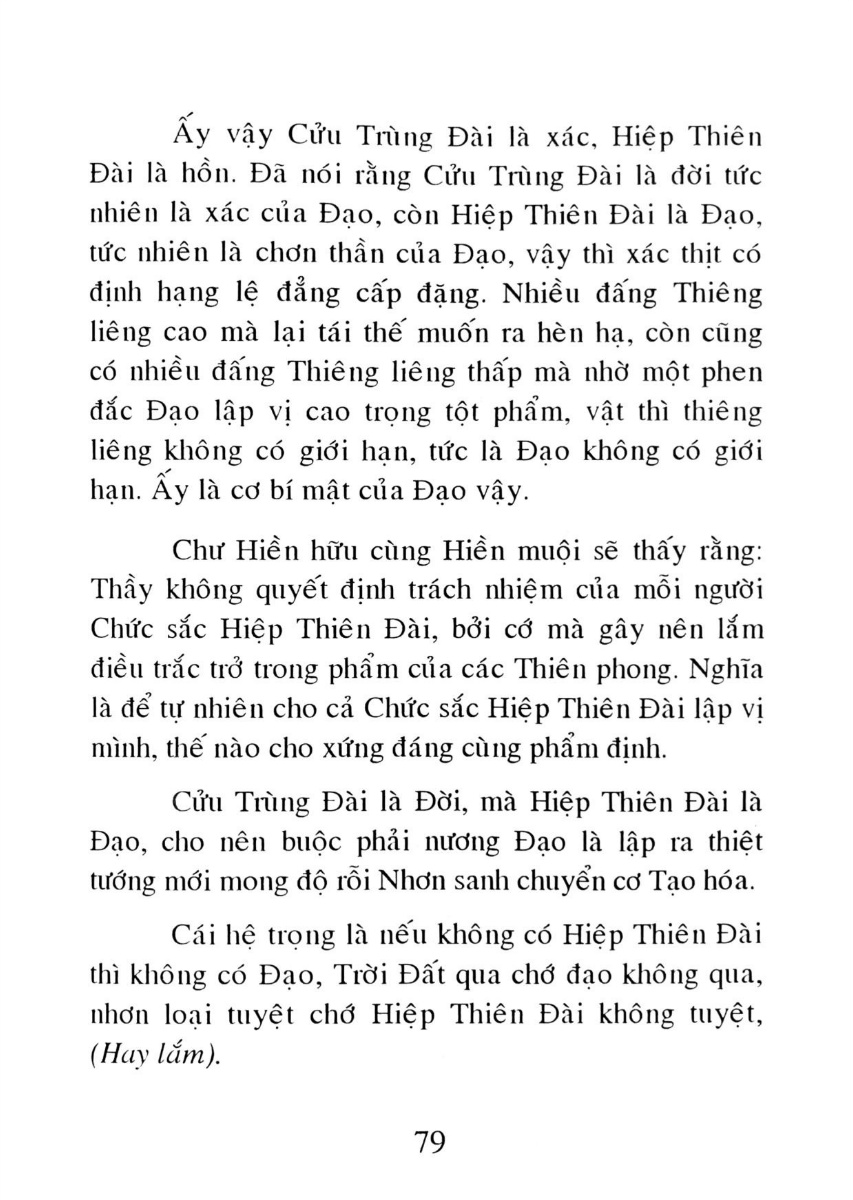 Ấy vậy Cửu Trùng Đài là xác, Hiệp Thiên
Đài là hồn. Đã nói rằng Cửu Trùng Đài là đời tức
nhiên là xác của Đạo, còn Hiệp Thiên Đài là Đạo,
tức nhiên là chơn thần của Đạo, vậy thì xác thịt có
định hạng lệ đẳng cấp đặng. Nhiều đấng Thiêng
liêng cao mà lại tái thế muốn ra hèn hạ, còn cũng
có nhiều đấng Thiêng liêng thấp mà nhờ một phen
đắc Đạo lập vị cao trọng tột phẩm, vật thì thiêng
liêng không có giới hạn, tức là Đạo không có giới
hạn. Ấy là cơ bí mật của Đạo vậy.
Chư Hiền hữu cùng Hiền muội sẽ thấy rằng:
Thầy không quyết định trách nhiệm của mỗi người
Chức sắc Hiệp Thiên Đài, bởi cớ mà gây nên lắm
điều trắc trở trong phẩm của các Thiên phong. Nghĩa
là để tự nhiên cho cả Chức sắc Hiệp Thiên Đài lập vị
mình, thế nào cho xứng đáng cùng phẩm định.
Cửu Trùng Đài là Đời, mà Hiệp Thiên Đài là
Đạo, cho nên buộc phải nương Đạo là lập ra thiệt
tướng mới mong độ rỗi Nhơn sanh chuyển cơ Tạo hóa.
Cái hệ trọng là nếu không có Hiệp Thiên Đài
thì không có Đạo, Trời Đất qua chớ đạo không qua,
nhơn loại tuyệt chớ Hiệp Thiên Đài không tuyệt,
(Hay lắm).
79